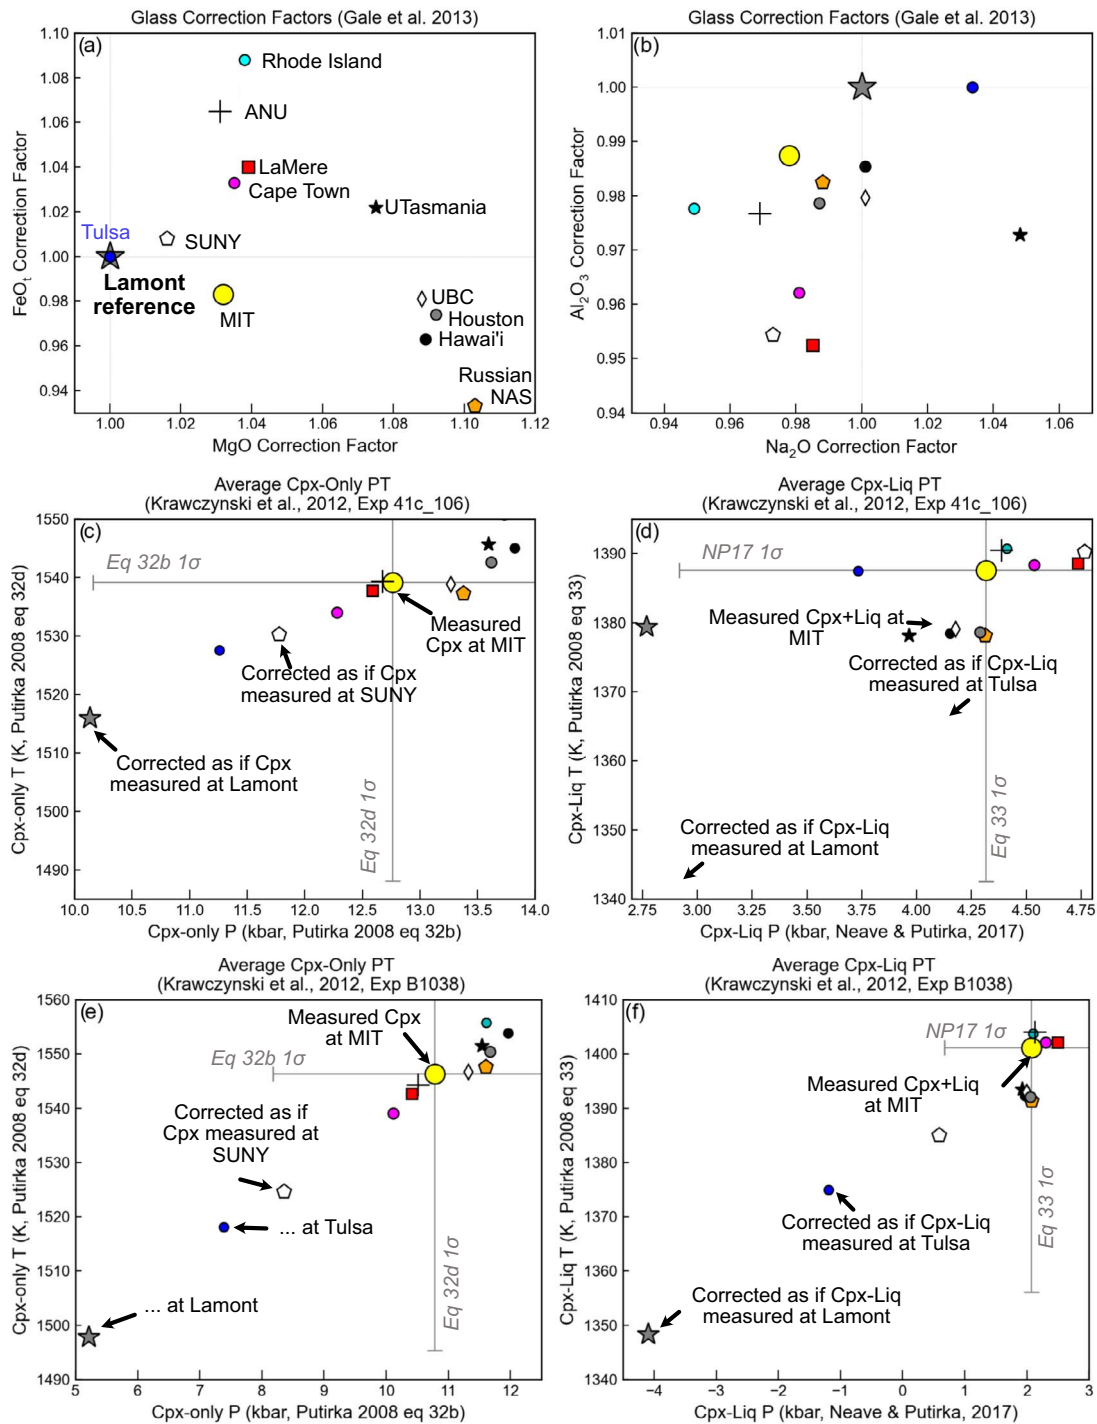 Glass Correction Factors (Gale et al. 2013)
(a)
FeOt Correction Factor
1.10
1.08
1.06
1.04
1.02
1.00
0.98
0.96
0.94
Rhode Island
ANU
LaMere
Cape Town
UTasmania
Tulsa
SUNY
Lamont
reference
MIT
UBC
Houston
Hawai'i
Russian
NAS
1.00 1.02 1.04 1.06 1.08 1.10 1.12
MgO Correction Factor
Glass Correction Factors (Gale et al. 2013)
(b)
Al2O3 Correction Factor
1.01
1.00
0.99
0.98
0.97
0.96
0.95
0.94
0.94 0.96 0.98 1.00 1.02 1.04 1.06
Na2O Correction Factor
Average Cpx-Only PT
(Krawczynski et al., 2012, Exp 41c_106)
(c)
Cpx-only T (K, Putirka 2008 eq 32d)
1550
1540
1530
1520
1510
1500
1490
Eq 32b 1σ
Measured
Cpx at MIT
Corrected as if Cpx
measured at SUNY
Corrected as if Cpx
measured at Lamont
Eq 32d 1σ
10.0 10.5 11.0 11.5 12.0 12.5 13.0 13.5 14.0
Cpx-only P (kbar, Putirka 2008 eq 32b)
Average Cpx-Liq PT
(Krawczynski et al., 2012, Exp 41c_106)
(d)
Cpx-Liq T (K, Putirka 2008 eq 33)
1390
1380
1370
1360
1350
1340
NP17 1σ
Measured Cpx+Liq at
MIT
Corrected as if Cpx-Liq
measured at Tulsa
Corrected as if Cpx-Liq
measured at Lamont
Eq 33 1σ
2.75 3.00 3.25 3.50 3.75 4.00 4.25 4.50 4.75
Cpx-Liq P (kbar, Neave & Putirka, 2017)
Average Cpx-Only PT
(Krawczynski et al., 2012, Exp B1038)
(e)
Cpx-only T (K, Putirka 2008 eq 32d)
1560
1550
1540
1530
1520
1510
1500
1490
Measured Cpx
at MIT
Eq 32b 1σ
Corrected as if
Cpx measured at
SUNY
... at Tulsa
... at Lamont
Eq 32d 1σ
5 6 7 8 9 10 11 12
Cpx-only P (kbar, Putirka 2008 eq 32b)
Average Cpx-Liq PT
(Krawczynski et al., 2012, Exp B1038)
(f)
Cpx-Liq T (K, Putirka 2008 eq 33)
1410
1400
1390
1380
1370
1360
1350
1340
NP17 1σ
Measured Cpx+Liq
at MIT
Corrected as if Cpx-Liq
measured at Tulsa
Corrected as if Cpx-Liq
measured at Lamont
Eq 33 1σ
−4 −3 −2 −1 0 1 2 3
Cpx-Liq P (kbar, Neave & Putirka, 2017)